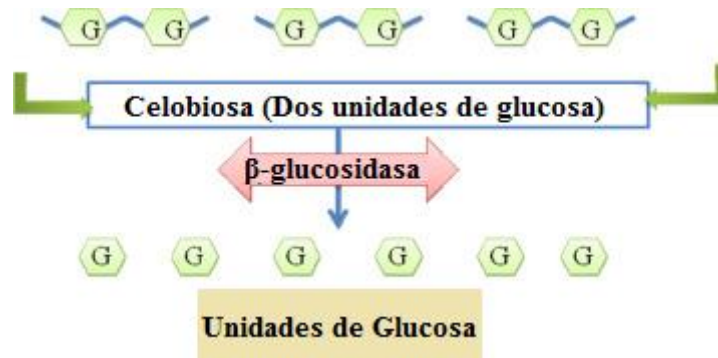 G G G G G G
Celobiosa (Dos unidades de glucosa)
β-glucosidasa
G G G G G G
Unidades de Glucosa